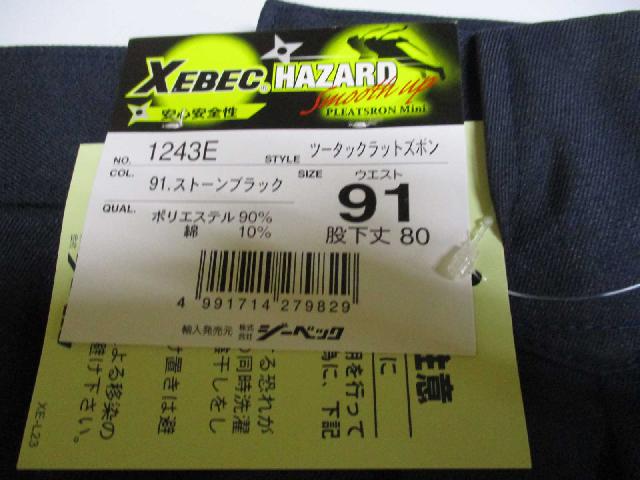 XEBEC® HAZARD
Smooth up
PLEATSRON Mini
安心安全性
NO. 1243E
STYLE ツータックラットズボン
COL. 91.ストーンブラック
SIZE ウエスト
91
股下丈 80
QUAL. ポリエステル 90%
綿 10%
4 991714 279829
輸入発売元 株式会社 ジーベック
注意
に
用を行って
為に、下記
る恐れが
の同時洗濯
干しをし
け置きは避
よる移染の
避け下さい。
XE-L23